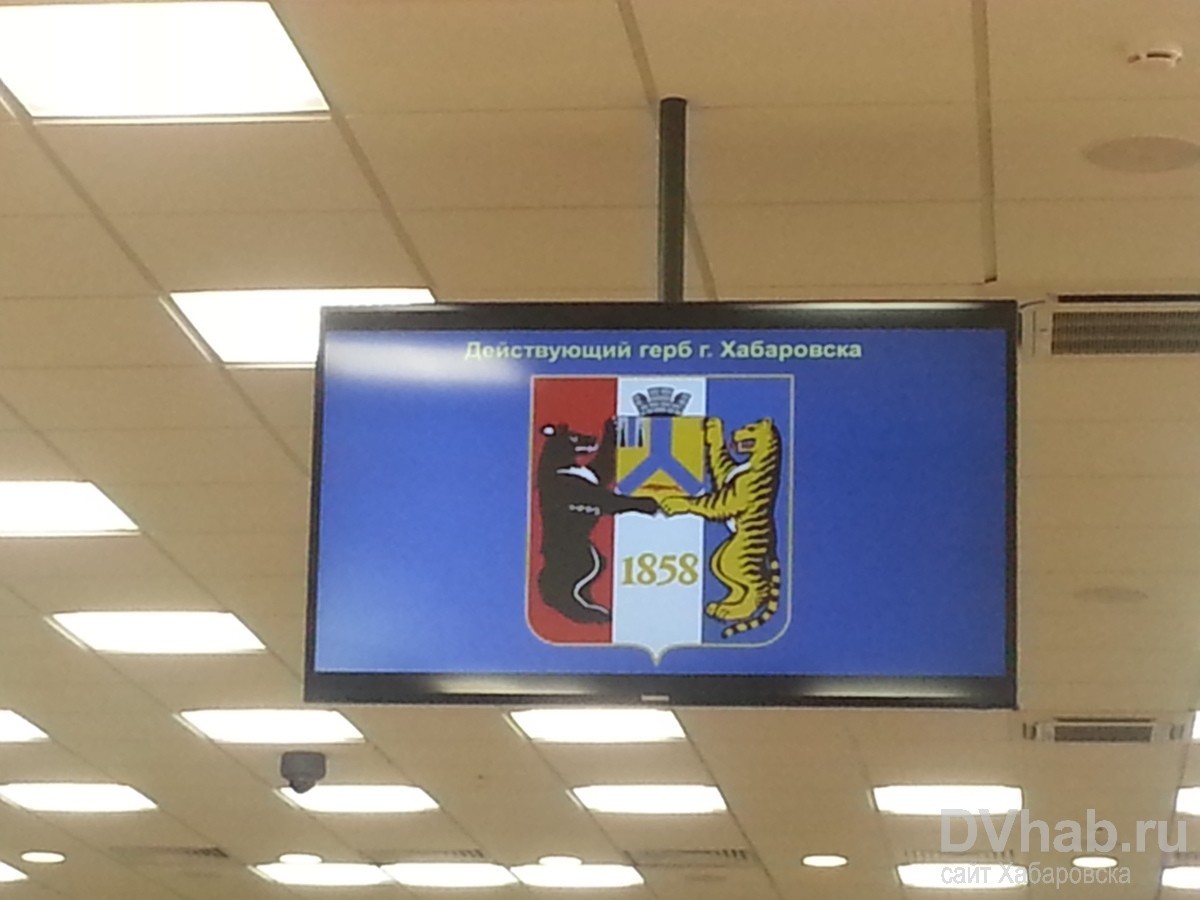 Действующий герб г. Хабаровска
1858
DVhab.ru
сайт Хабаровска